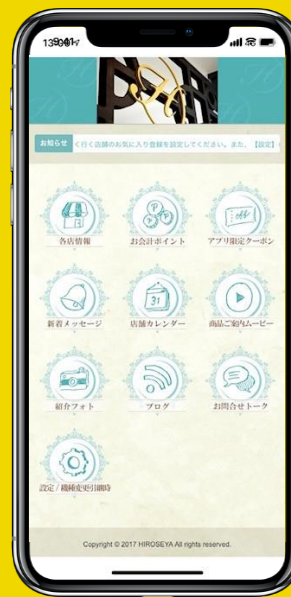 お知らせ く行く店舗のお気に入り登録を設定してください。また、【設定】
各店情報 お会計ポイント アプリ限定クーポン
31
新着メッセージ 店舗カレンダー 商品ご案内ムービー
紹介フォト ブログ お問合せトーク
設定/機種変更引継時
Copyright © 2017 HIROSEYA All rights reserved.